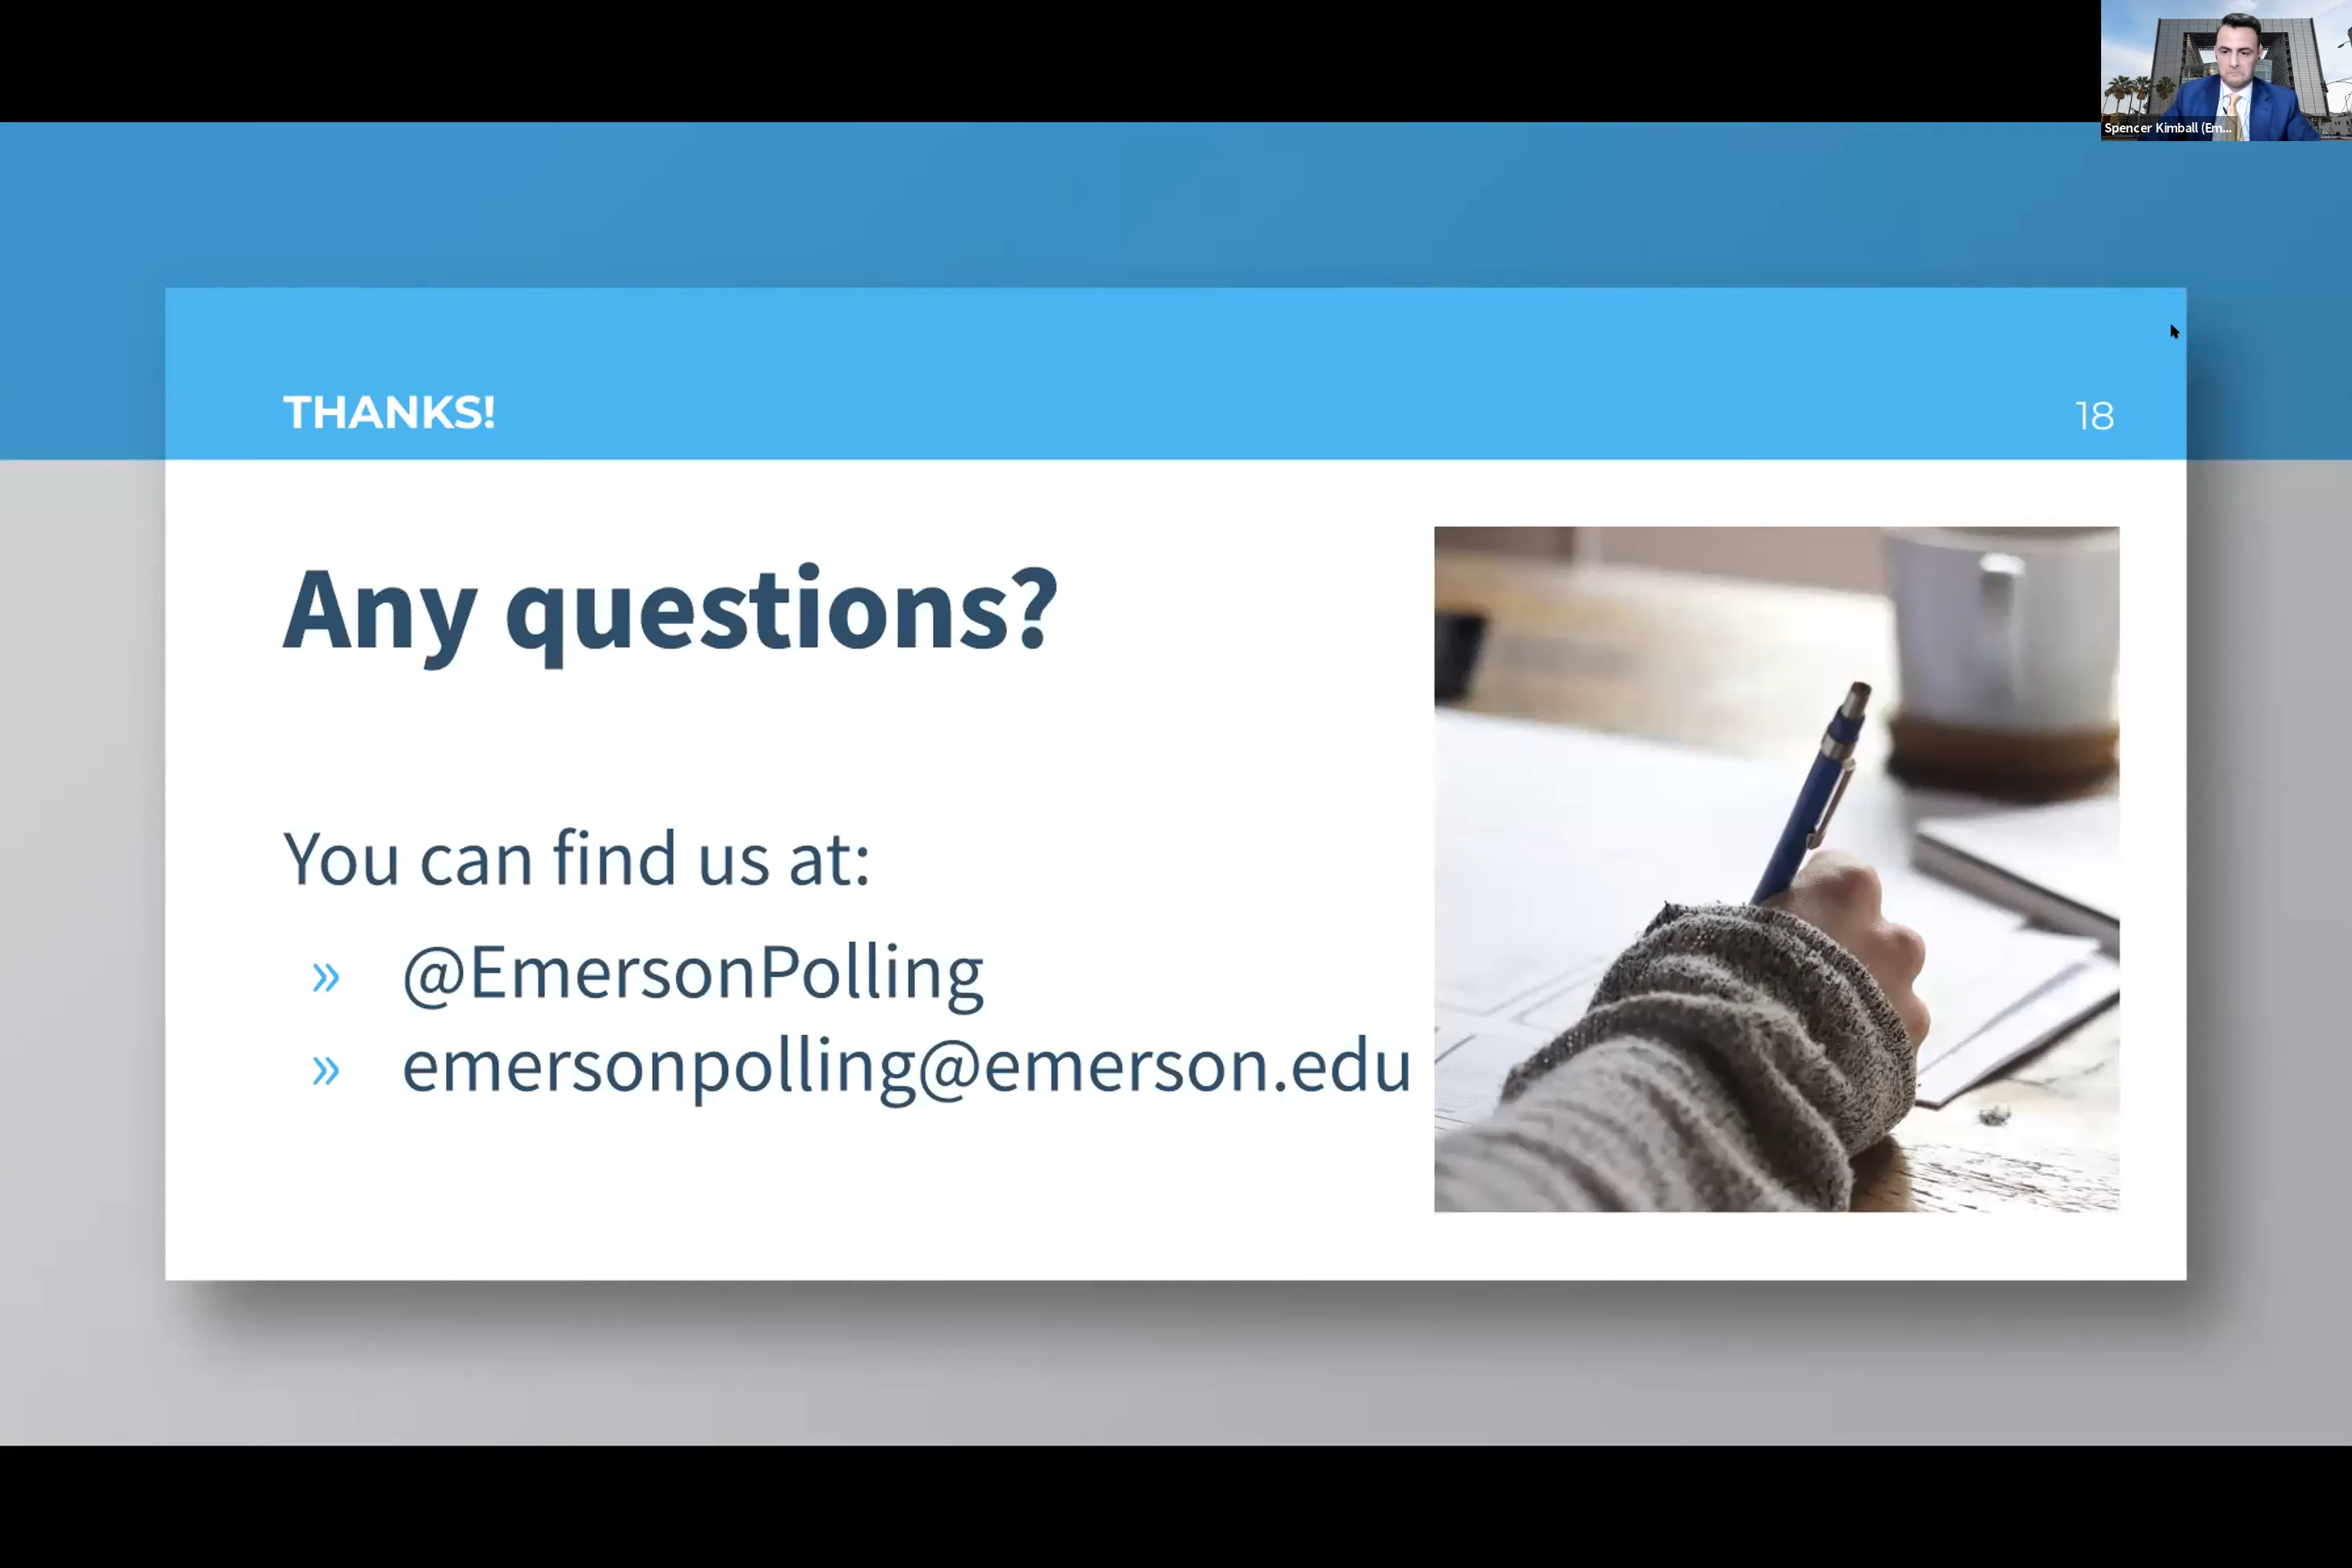 Spencer Kimball (Em...
THANKS!
18
Any questions?
You can find us at:
» @EmersonPolling
» emersonpolling@emerson.edu